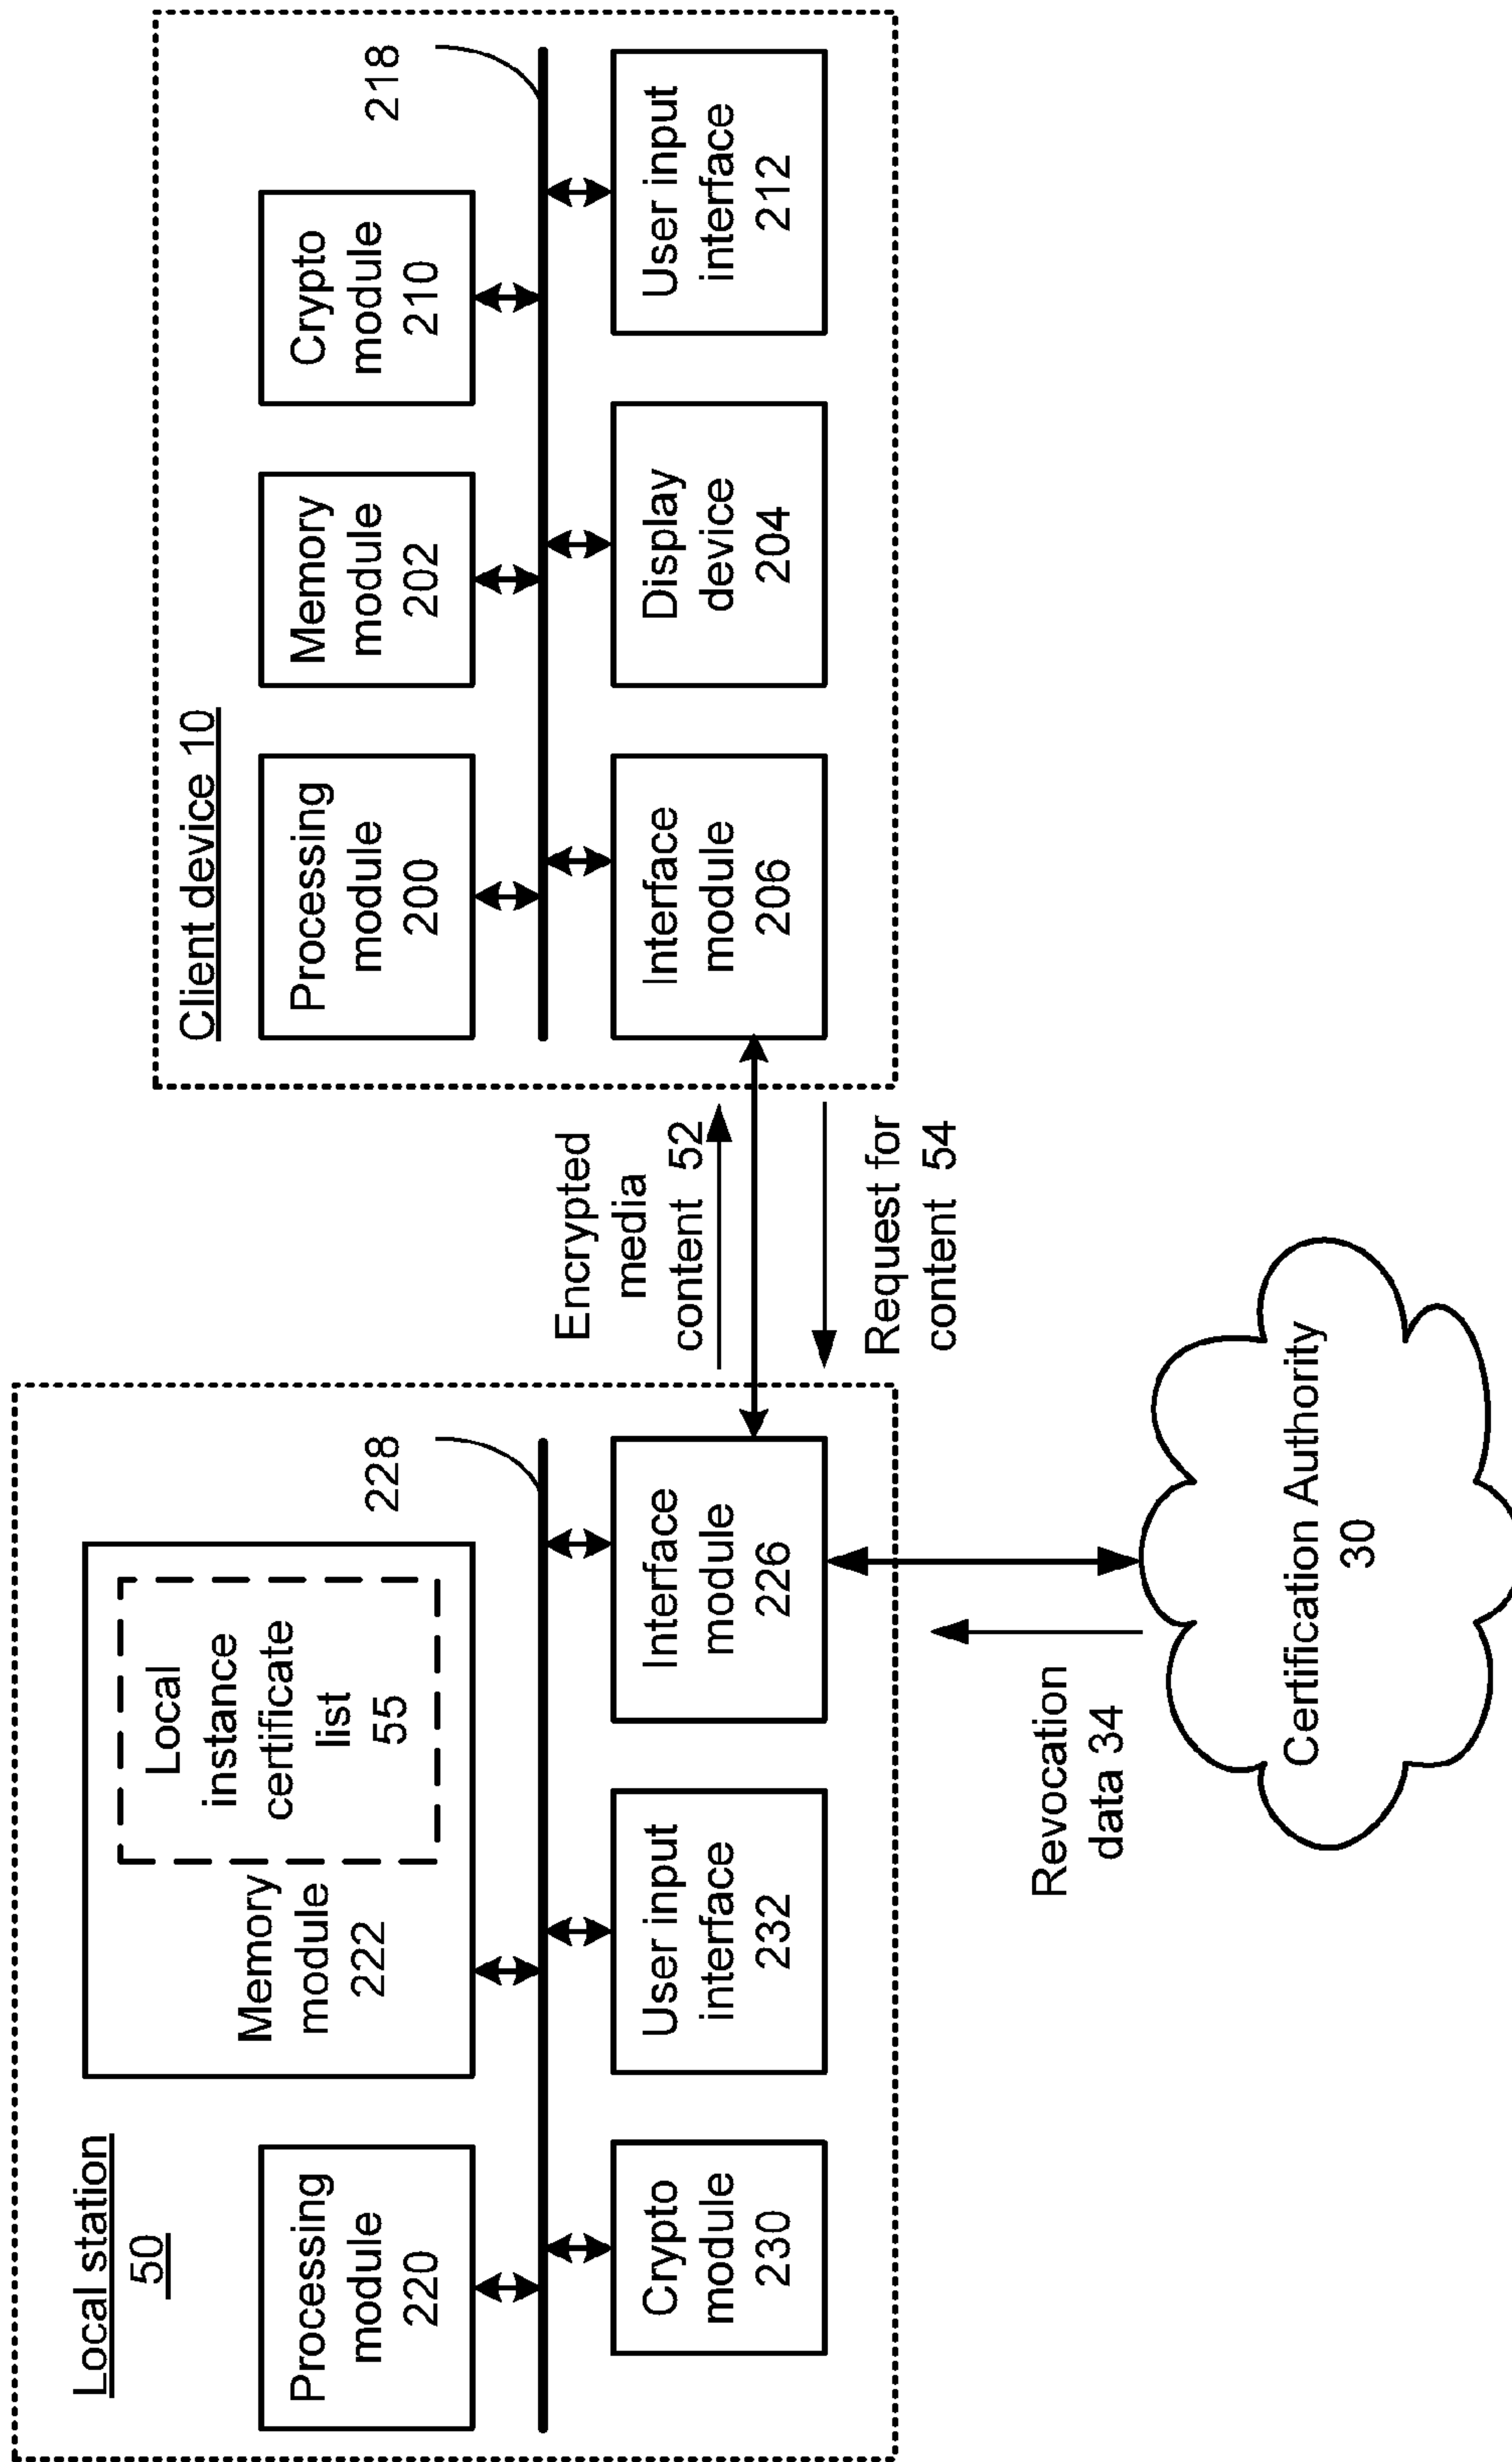 Local station
50
Processing
module
220
Memory
module
222
Local
instance
certificate
list
55
228
Crypto
module
230
User input
interface
232
Interface
module
226
Encrypted
media
content 52
Request for
content 54
Client device 10
Processing
module
200
Memory
module
202
Crypto
module
210
218
Interface
module
206
Display
device
204
User input
interface
212
Revocation
data 34
Certification Authority
30